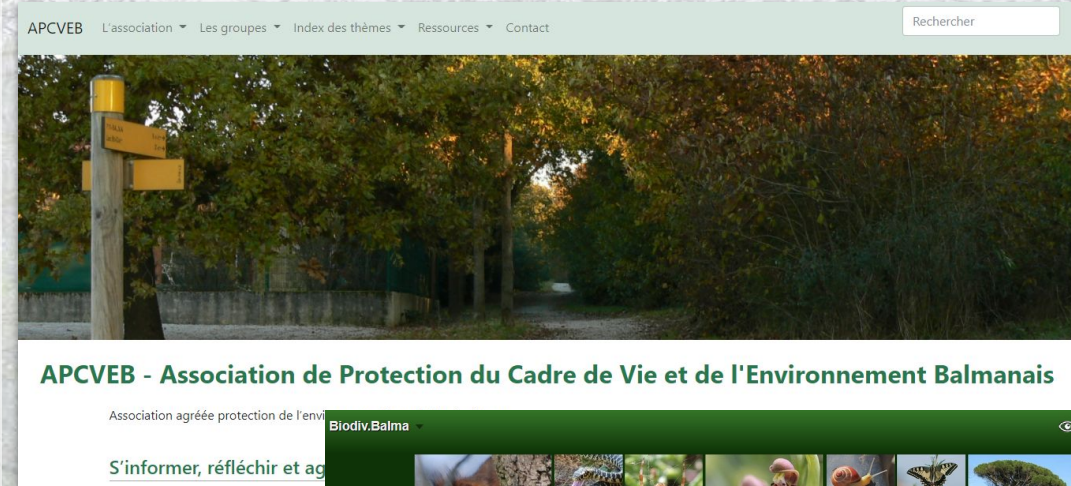 APCVEB L'association Les groupes Index des thèmes Ressources Contact Rechercher
APCVEB - Association de Protection du Cadre de Vie et de l'Environnement Balmanais
Association agréée protection de l'envi
Biodiv.Balma
S'informer, réfléchir et ag